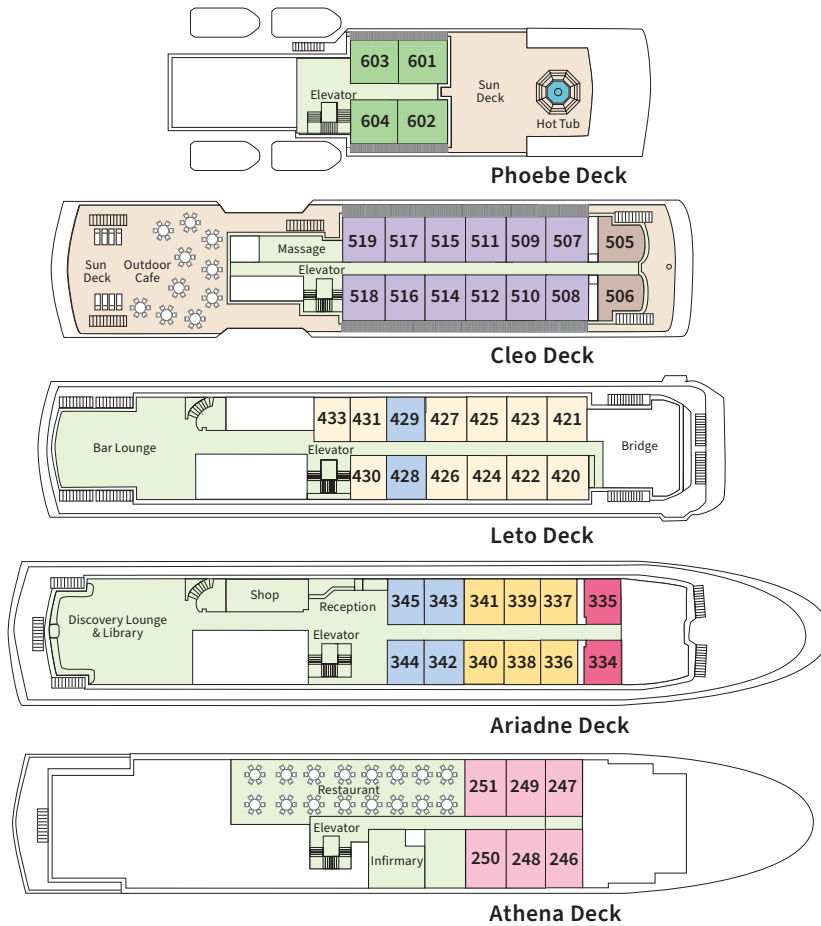 603 601
Elevator
Sun
Deck
604 602
Hot Tub
Phoebe Deck
519 517 515 511 509 507 505
Massage
Sun
Deck
Outdoor
Cafe
Elevator
518 516 514 512 510 508 506
Cleo Deck
433 431 429 427 425 423 421
Bar Lounge
Elevator
Bridge
430 428 426 424 422 420
Leto Deck
345 343 341 339 337 335
Shop
Reception
Discovery Lounge
& Library
Elevator
344 342 340 338 336 334
Ariadne Deck
251 249 247
Restaurant
Elevator
Infirmary
250 248 246
Athena Deck